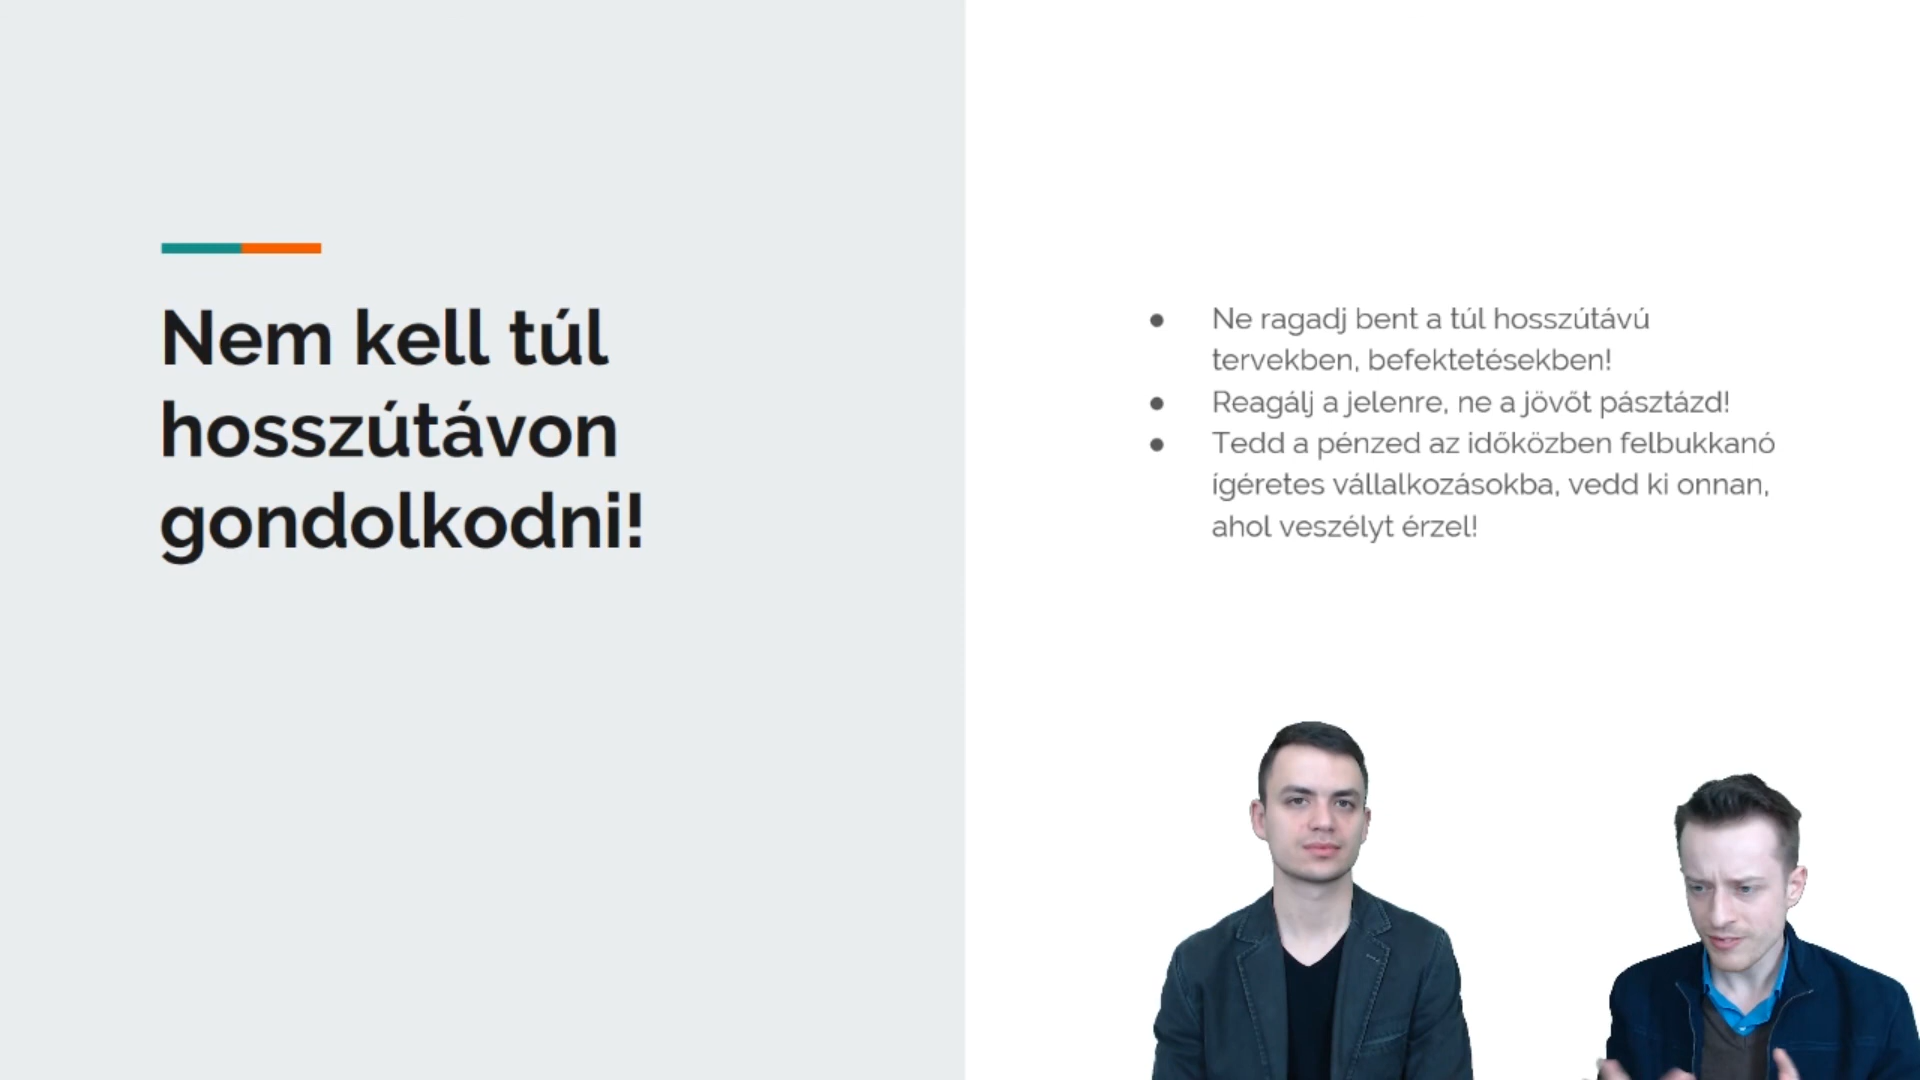 Nem kell túl
hosszútávon
gondolkodni!
● Ne ragadj bent a túl hosszútávú
tervekben, befektetésekben!
● Reagálj a jelenre, ne a jövőt pásztázd!
● Tedd a pénzed az időközben felbukkanó
ígéretes vállalkozásokba, vedd ki onnan,
ahol veszélyt érzel!